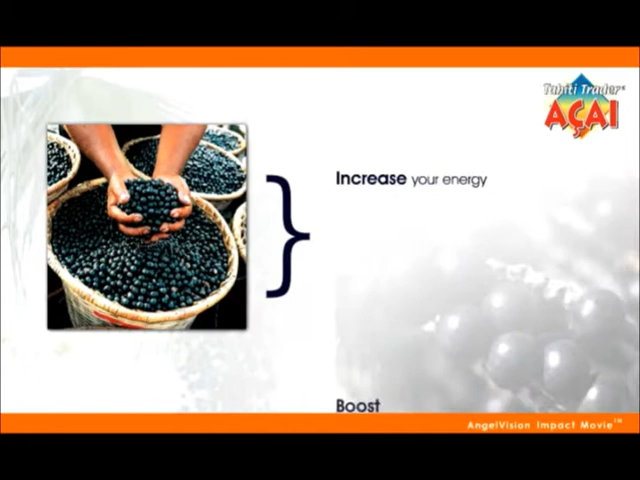 Tahiti Trader®
AÇAI
Increase your energy
Boost
AngelVision Impact Movie™